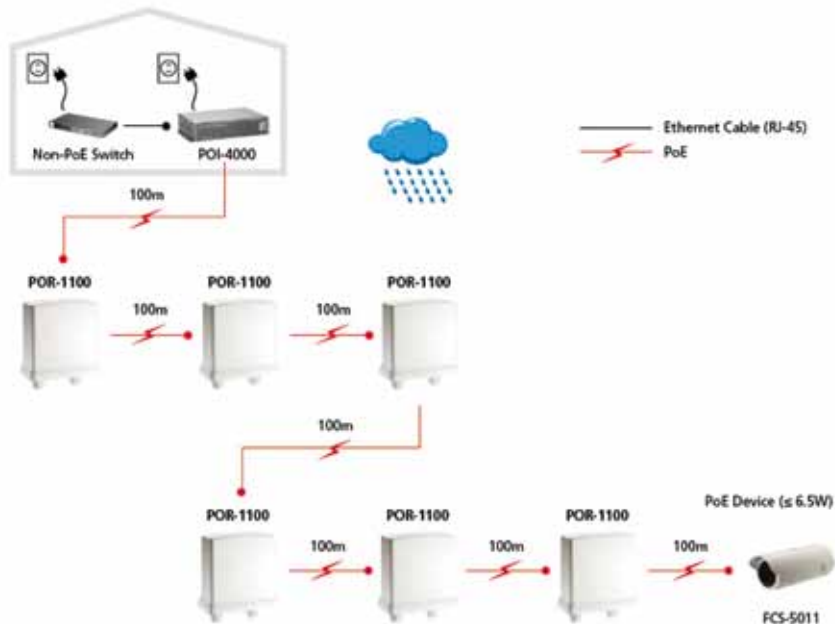 Non-PoE Switch
POI-4000
Ethernet Cable (RJ-45)
PoE
100m
POR-1100
POR-1100
POR-1100
100m
100m
100m
POR-1100
POR-1100
POR-1100
PoE Device (≤ 6.5W)
100m
100m
100m
FCS-5011